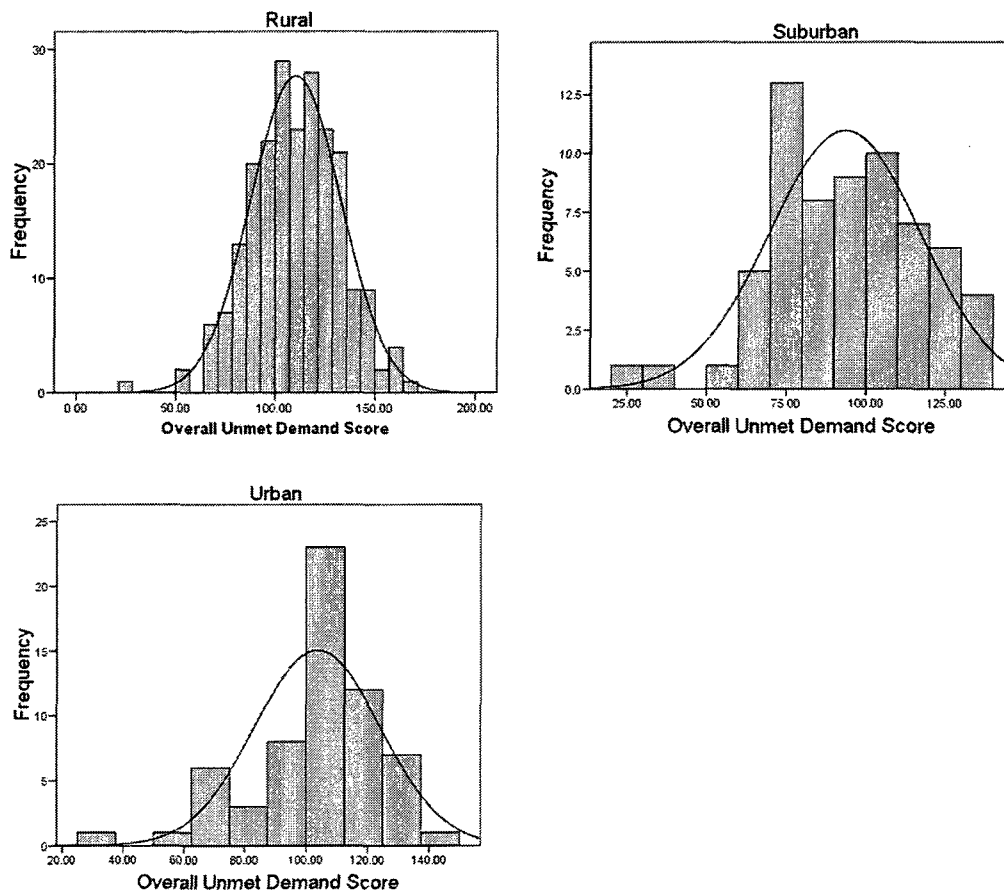 Rural
30
20
10
0
Frequency
0.00 50.00 100.00 150.00 200.00
Overall Unmet Demand Score
Suburban
12.5
10.0
7.5
5.0
2.5
0.0
Frequency
25.00 50.00 75.00 100.00 125.00
Overall Unmet Demand Score
Urban
25
20
15
10
5
0
Frequency
20.00 40.00 60.00 80.00 100.00 120.00 140.00
Overall Unmet Demand Score